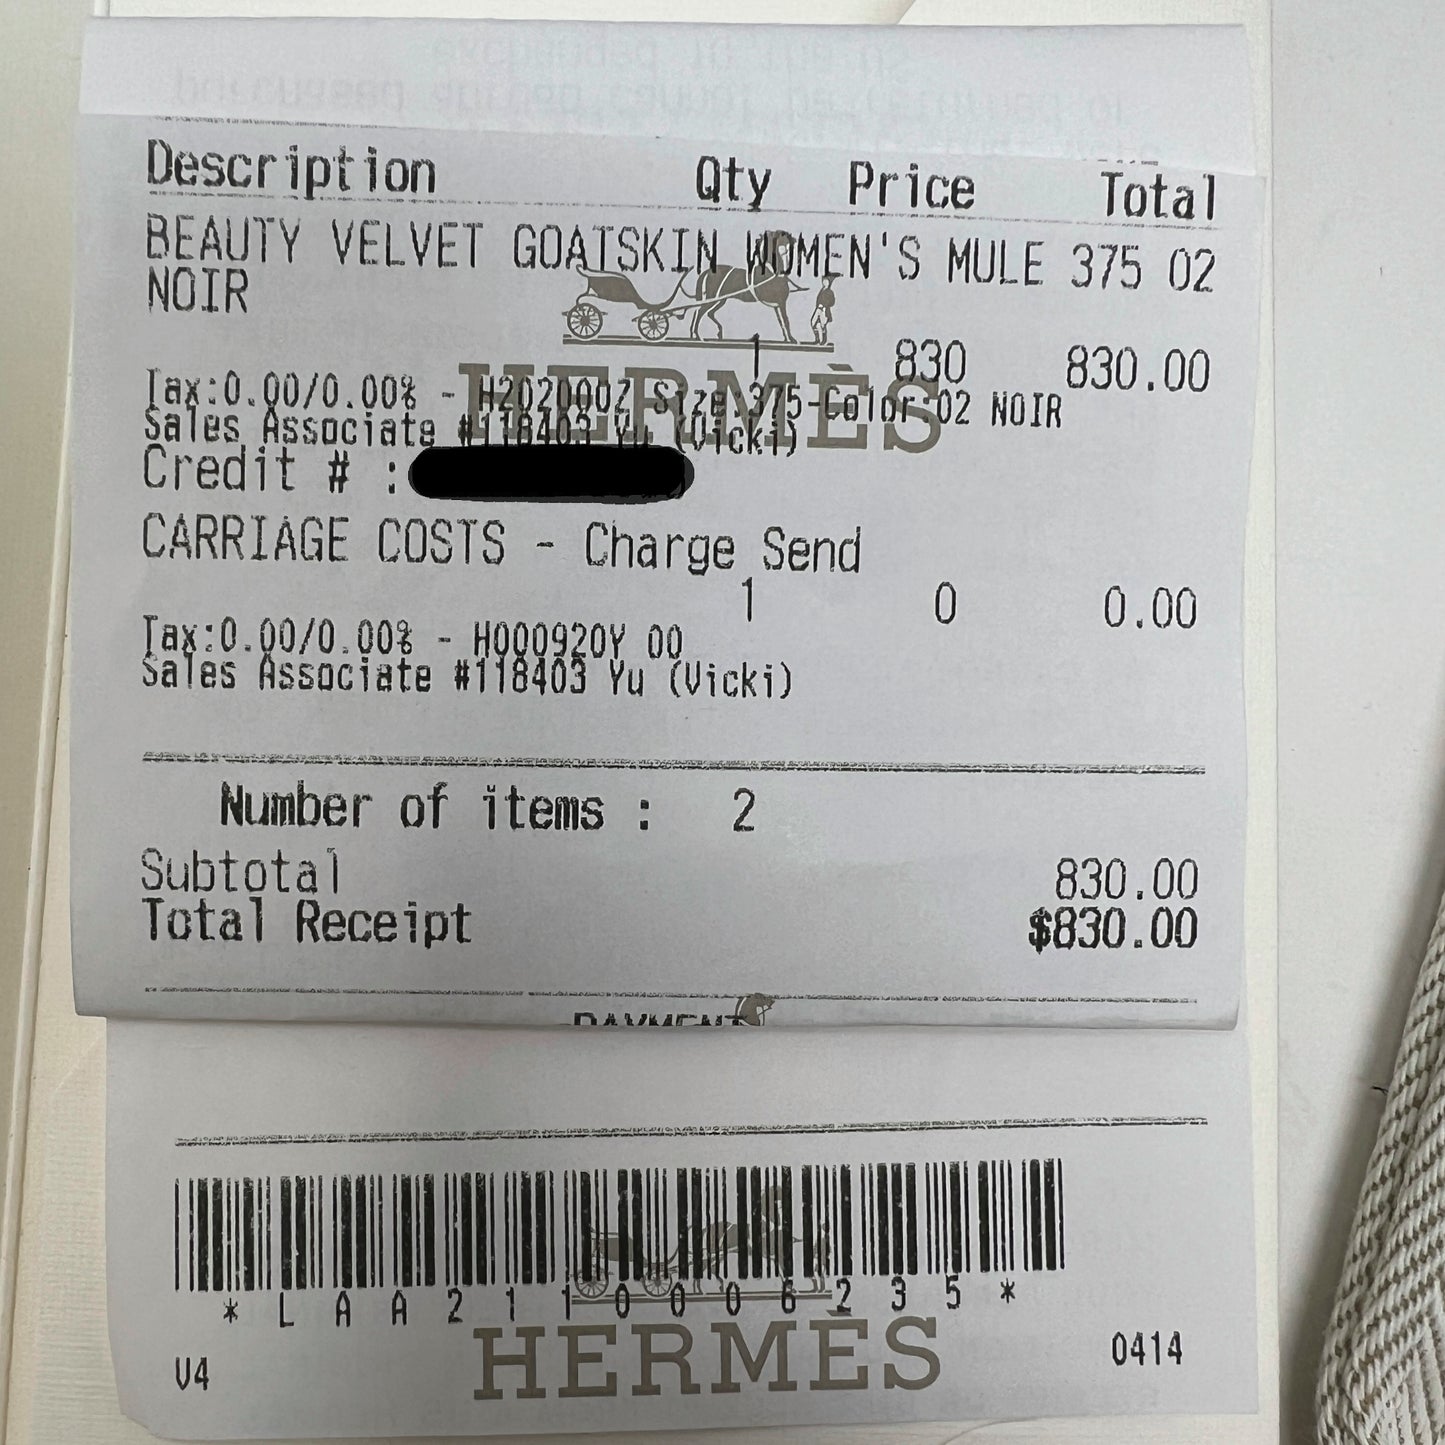 Description Qty Price Total
BEAUTY VELVET GOATSKIN WOMEN'S MULE 375 02
NOIR
1 830 830.00
Tax:0.00/0.00% - H202000Z Size:375-Color:02 NOIR
Sales Associate #118403 Yu (Vicki)
HERMÈS
Credit # :
CARRIAGE COSTS - Charge Send
1 0 0.00
Tax:0.00/0.00% - H000920Y 00
Sales Associate #118403 Yu (Vicki)
Number of items : 2
Subtotal 830.00
Total Receipt $830.00
PAYMENT
*LAA2110006235*
V4 0414
HERMÈS